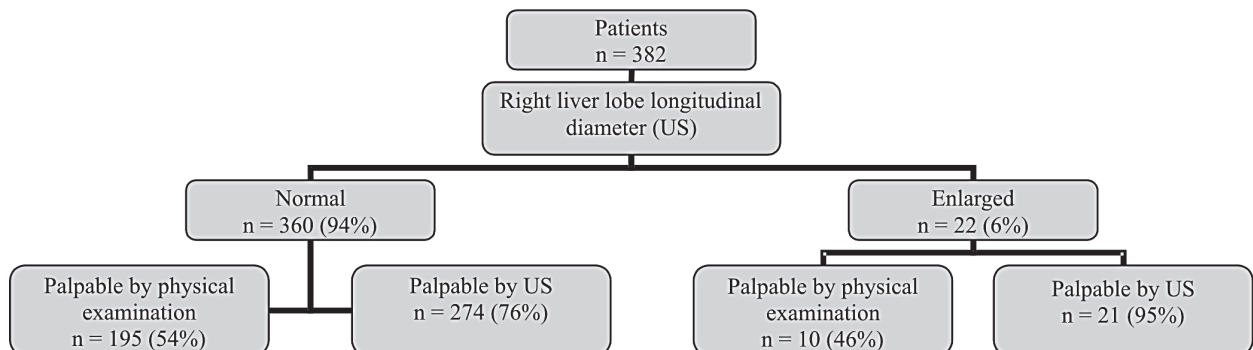 Patients
n = 382
Right liver lobe longitudinal
diameter (US)
Normal
n = 360 (94%)
Enlarged
n = 22 (6%)
Palpable by physical
examination
n = 195 (54%)
Palpable by US
n = 274 (76%)
Palpable by physical
examination
n = 10 (46%)
Palpable by US
n = 21 (95%)